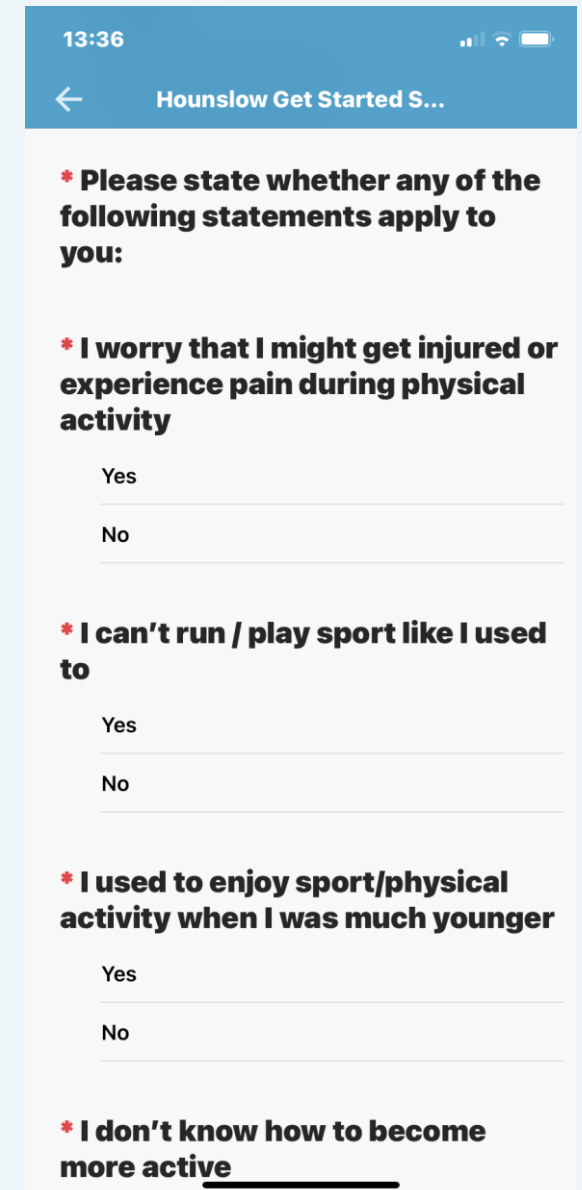 13:36
Hounslow Get Started S...
* Please state whether any of the
following statements apply to
you:
* I worry that I might get injured or
experience pain during physical
activity
Yes
No
* I can’t run / play sport like I used
to
Yes
No
* I used to enjoy sport/physical
activity when I was much younger
Yes
No
* I don’t know how to become
more active